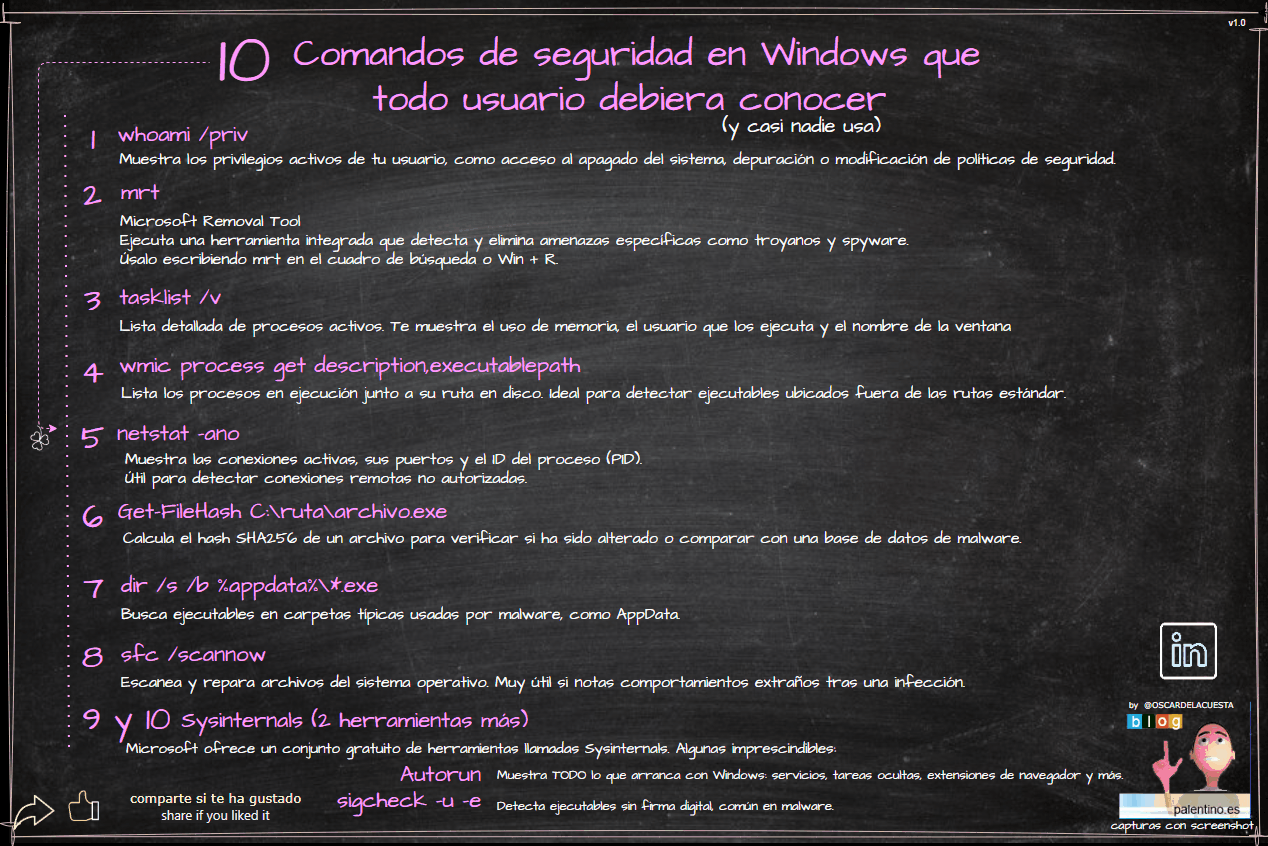 v1.0
10 Comandos de seguridad en Windows que
todo usuario debiera conocer
(y casi nadie usa)
1 whoami /priv
Muestra los privilegios activos de tu usuario, como acceso al apagado del sistema, depuración o modificación de políticas de seguridad.
2 mrt
Microsoft Removal Tool
Ejecuta una herramienta integrada que detecta y elimina amenazas específicas como troyanos y spyware.
Úsalo escribiendo mrt en el cuadro de búsqueda o Win + R.
3 tasklist /v
Lista detallada de procesos activos. Te muestra el uso de memoria, el usuario que los ejecuta y el nombre de la ventana
4 wmic process get description,executablepath
Lista los procesos en ejecución junto a su ruta en disco. Ideal para detectar ejecutables ubicados fuera de las rutas estándar.
5 netstat -ano
Muestra las conexiones activas, sus puertos y el ID del proceso (PID).
Útil para detectar conexiones remotas no autorizadas.
6 Get-FileHash C:\ruta\archivo.exe
Calcula el hash SHA256 de un archivo para verificar si ha sido alterado o comparar con una base de datos de malware.
7 dir /s /b %appdata%\*.exe
Busca ejecutables en carpetas típicas usadas por malware, como AppData.
8 sfc /scannow
Escanea y repara archivos del sistema operativo. Muy útil si notas comportamientos extraños tras una infección.
9 y 10 Sysinternals (2 herramientas más)
Microsoft ofrece un conjunto gratuito de herramientas llamadas Sysinternals. Algunas imprescindibles:
Autorun Muestra TODO lo que arranca con Windows: servicios, tareas ocultas, extensiones de navegador y más.
sigcheck -u -e Detecta ejecutables sin firma digital, común en malware.
comparte si te ha gustado
share if you liked it
in
by @OSCARDELACUESTA
blog
palentino.es
capturas con screenshot